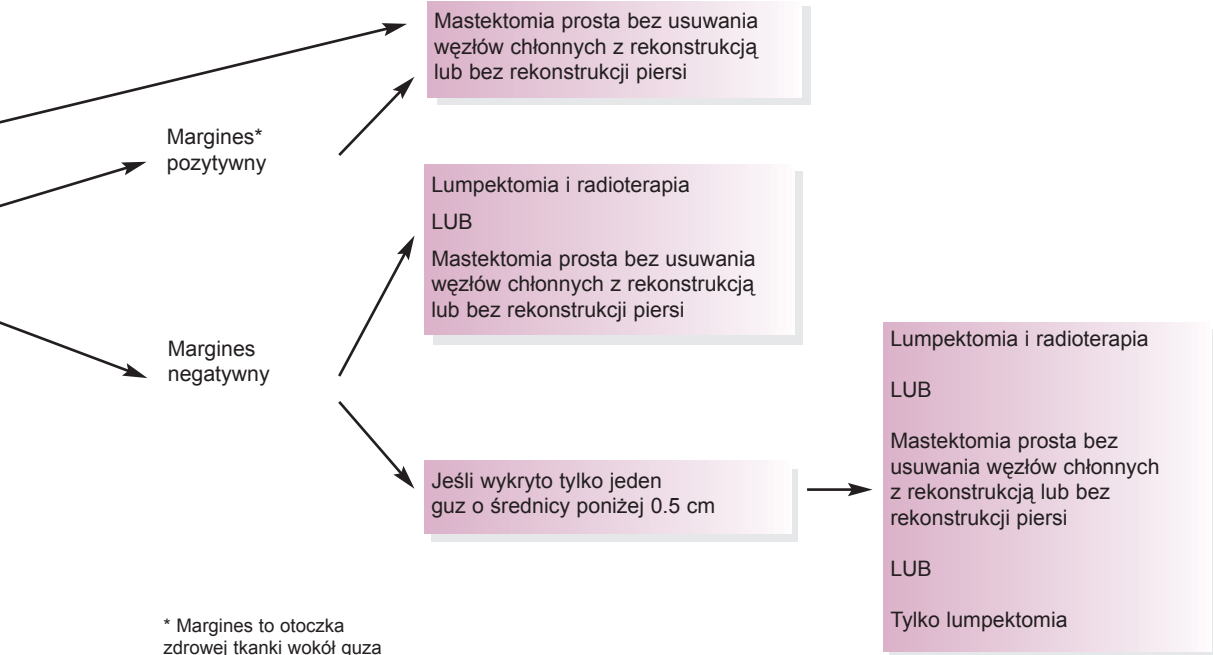 Mastektomia prosta bez usuwania
węzłów chłonnych z rekonstrukcją
lub bez rekonstrukcji piersi
Margines*
pozytywny
Lumpektomia i radioterapia
LUB
Mastektomia prosta bez usuwania
węzłów chłonnych z rekonstrukcją
lub bez rekonstrukcji piersi
Margines
negatywny
Jeśli wykryto tylko jeden
guz o średnicy poniżej 0.5 cm
Lumpektomia i radioterapia
LUB
Mastektomia prosta bez
usuwania węzłów chłonnych
z rekonstrukcją lub bez
rekonstrukcji piersi
LUB
Tylko lumpektomia
* Margines to otoczka
zdrowej tkanki wokół guza